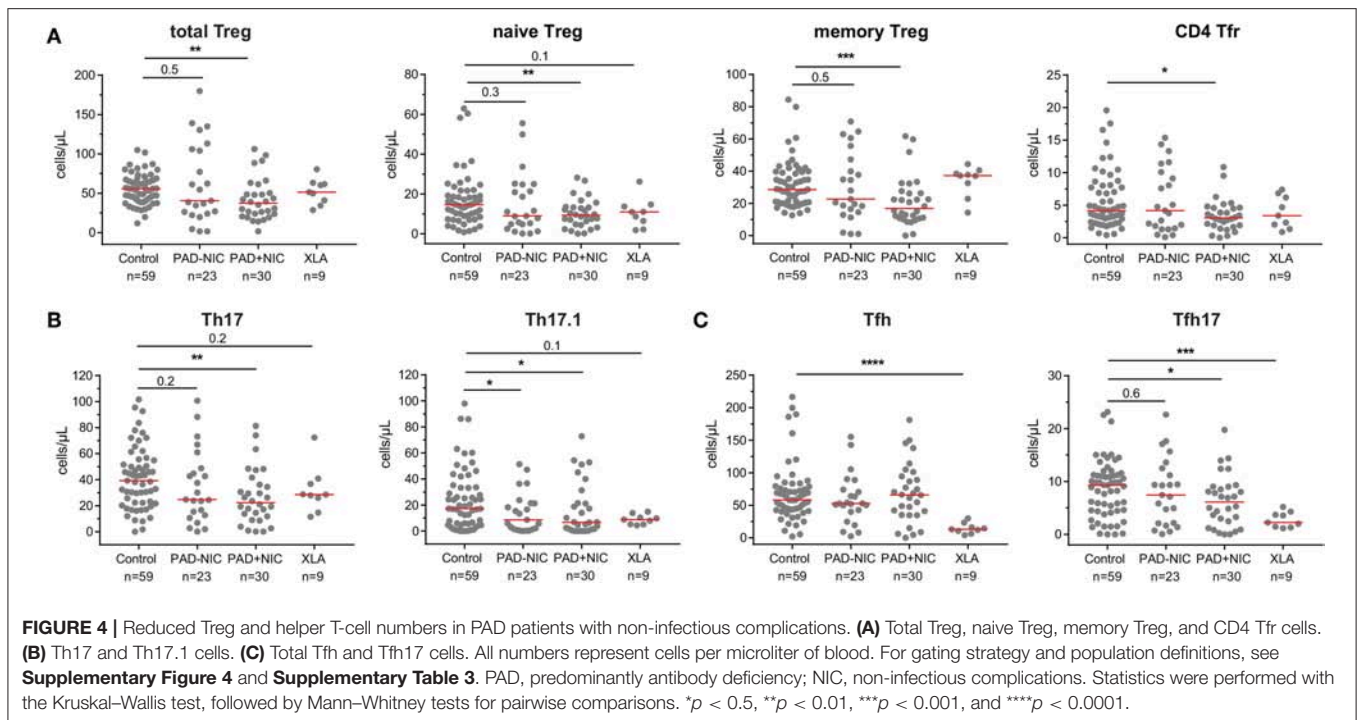 A
total Treg
naive Treg
memory Treg
CD4 Tfr
**
0.5
cells/µL
200
150
100
50
0
Control
n=59
PAD-NIC
n=23
PAD+NIC
n=30
XLA
n=9
0.1
**
0.3
80
60
40
20
0
Control
n=59
PAD-NIC
n=23
PAD+NIC
n=30
XLA
n=9
***
0.5
cells/µL
100
80
60
40
20
0
Control
n=59
PAD-NIC
n=23
PAD+NIC
n=30
XLA
n=9
*
cells/µL
25
20
15
10
5
0
Control
n=59
PAD-NIC
n=23
PAD+NIC
n=30
XLA
n=9
B
Th17
Th17.1
C
Tfh
Tfh17
0.2
**
0.2
cells/µL
120
100
80
60
40
20
0
Control
n=59
PAD-NIC
n=23
PAD+NIC
n=30
XLA
n=9
0.1
*
*
cells/µL
120
100
80
60
40
20
0
Control
n=59
PAD-NIC
n=23
PAD+NIC
n=30
XLA
n=9
****
cells/µL
250
200
150
100
50
0
Control
n=59
PAD-NIC
n=23
PAD+NIC
n=30
XLA
n=9
***
*
0.6
cells/µL
30
20
10
0
Control
n=59
PAD-NIC
n=23
PAD+NIC
n=30
XLA
n=9
FIGURE 4 | Reduced Treg and helper T-cell numbers in PAD patients with non-infectious complications. (A) Total Treg, naive Treg, memory Treg, and CD4 Tfr cells.
(B) Th17 and Th17.1 cells. (C) Total Tfh and Tfh17 cells. All numbers represent cells per microliter of blood. For gating strategy and population definitions, see
Supplementary Figure 4 and Supplementary Table 3. PAD, predominantly antibody deficiency; NIC, non-infectious complications. Statistics were performed with
the Kruskal–Wallis test, followed by Mann–Whitney tests for pairwise comparisons. *p < 0.5, **p < 0.01, ***p < 0.001, and ****p < 0.0001.